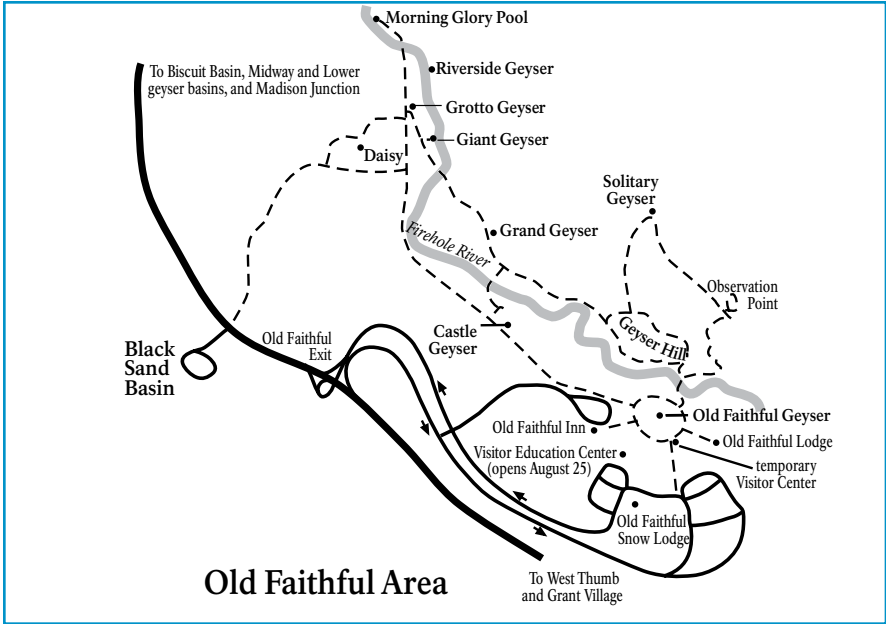 Morning Glory Pool
To Biscuit Basin, Midway and Lower
geyser basins, and Madison Junction
Riverside Geyser
Grotto Geyser
Giant Geyser
Daisy
Solitary
Geyser
Firehole River
Grand Geyser
Observation
Point
Castle
Geyser
Geyser Hill
Old Faithful
Exit
Black
Sand
Basin
Old Faithful Geyser
Old Faithful Inn
Old Faithful Lodge
Visitor Education Center
(opens August 25)
temporary
Visitor Center
Old Faithful
Snow Lodge
Old Faithful Area
To West Thumb
and Grant Village